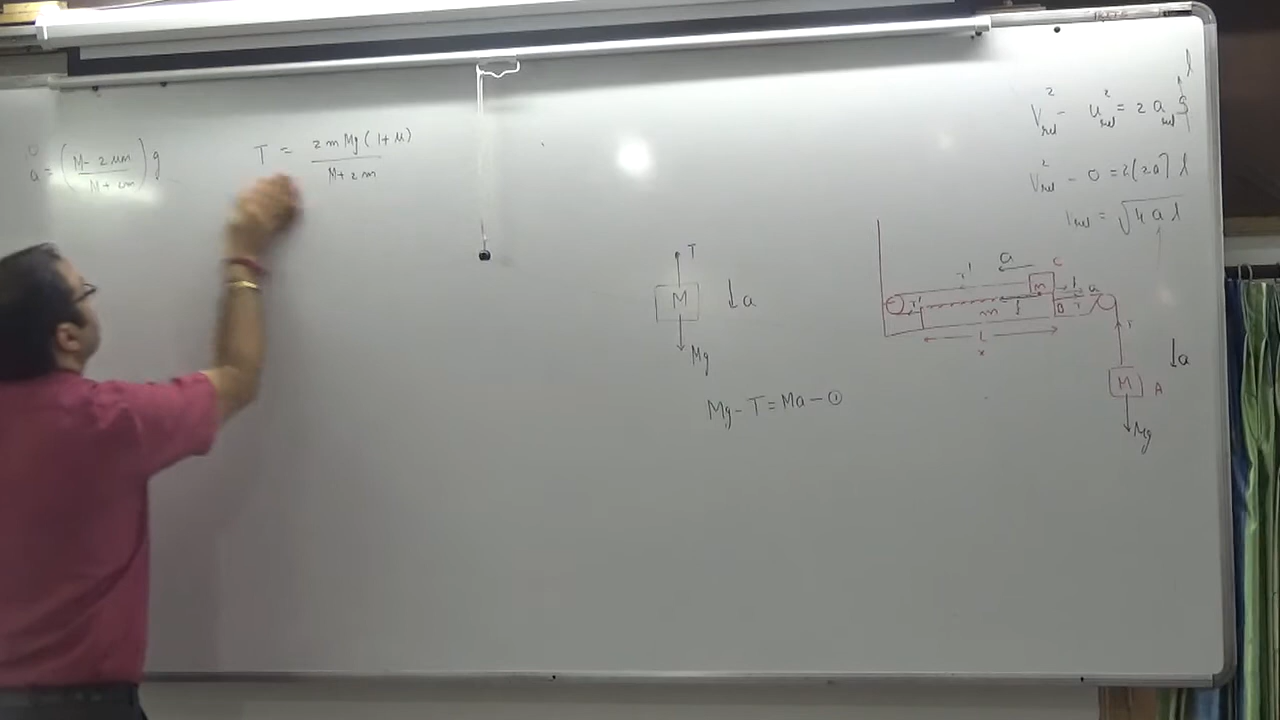 a = (M - 2μm / M + 2m) g
T = 2mMg(1+μ) / M+2m
V²rel - u²rel = 2 arel S
l
V²rel - 0 = 2(2a) l
Vrel = √4al
T
M
↓a
Mg
Mg - T = Ma - ①
a
C
T'
m
f
a
T'
m
f
B
T
L
x
T
↓a
M
A
Mg